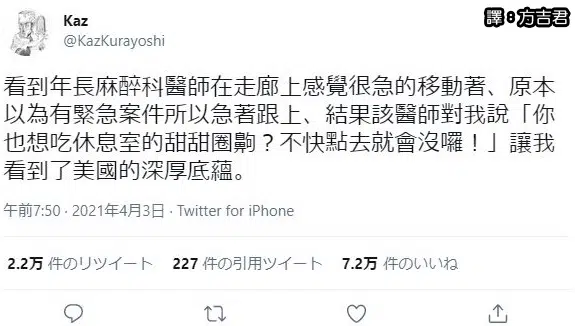 譯:方吉君
Kaz
@KazKurayoshi
看到年長麻醉科醫師在走廊上感覺很急的移動著、原本
以為有緊急案件所以急著跟上、結果該醫師對我說「你
也想吃休息室的甜甜圈齁？不快點去就會沒囉！」讓我
看到了美國的深厚底蘊。
午前7:50 · 2021年4月3日 · Twitter for iPhone
2.2万 件のリツイート 227 件の引用ツイート 7.2万 件のいいね